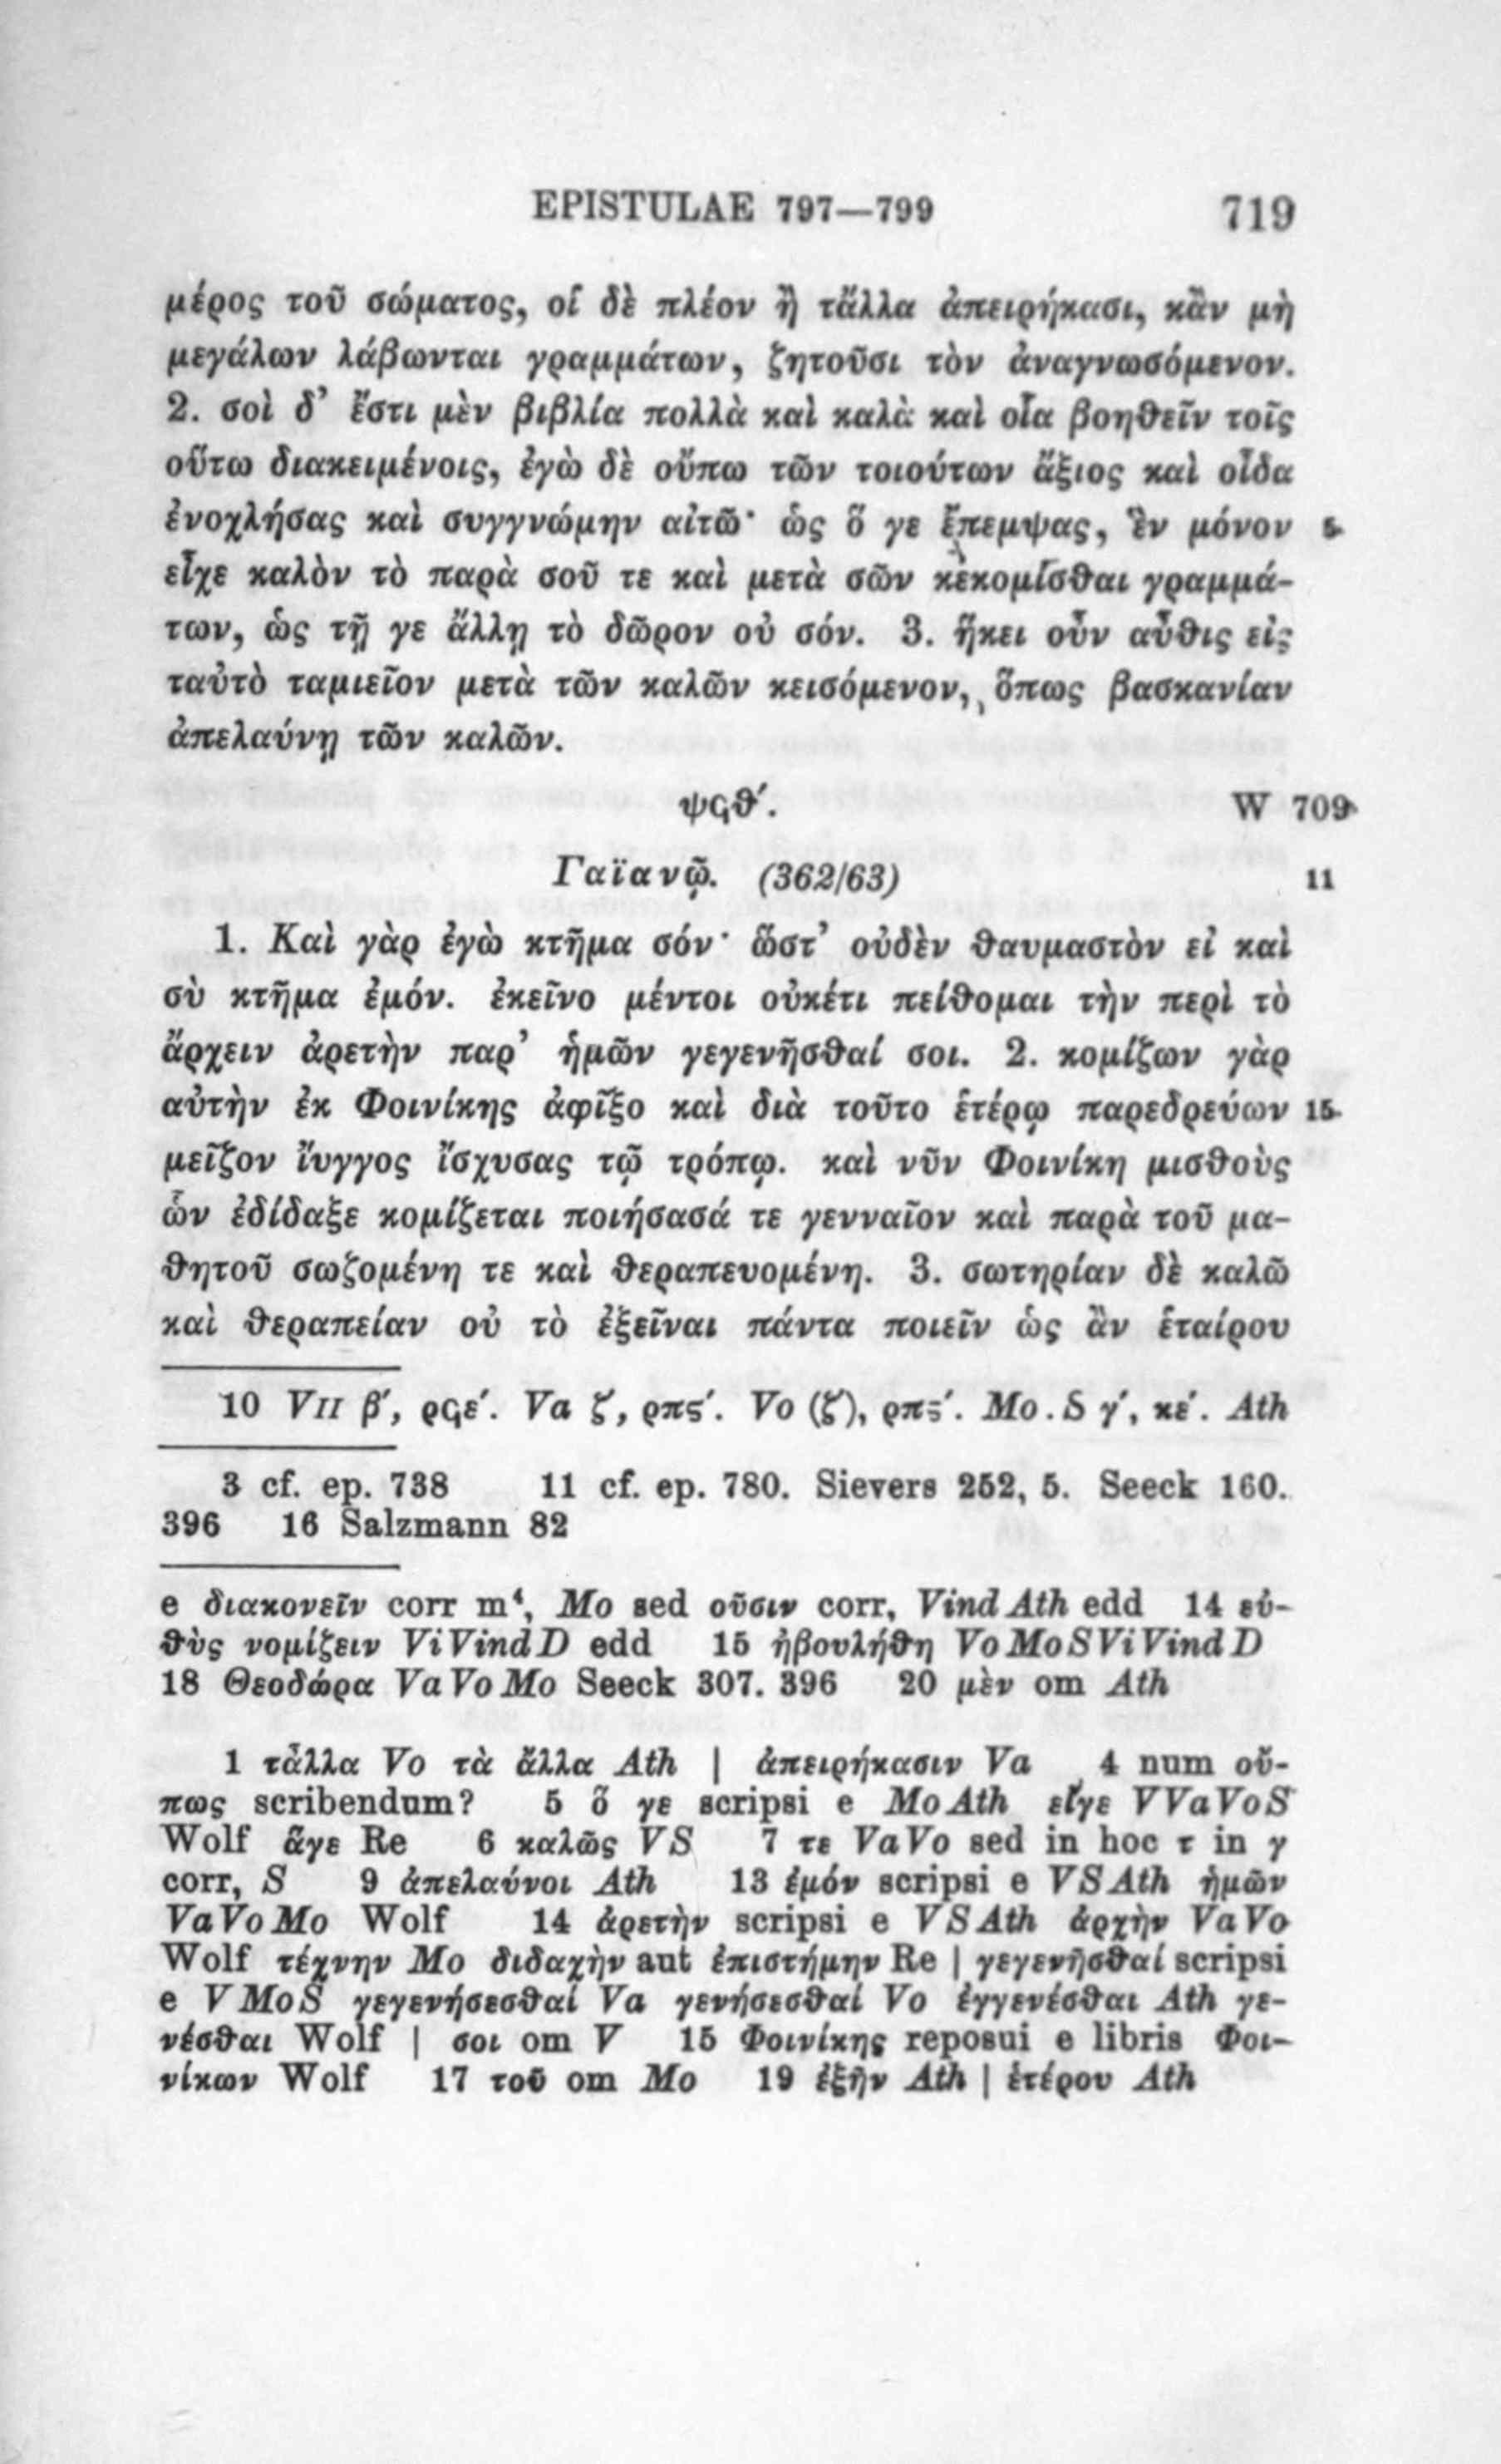 EPISTULAE 797—799 719
μέρος τοῦ σώματος, οἳ δὲ πλέον ἢ τἄλλα ἀπειρήκασι, κἂν μὴ
μεγάλων λάβωνται γραμμάτων, ζητοῦσι τὸν ἀναγνωσόμενον.
2. σοὶ δ’ ἔστι μὲν βιβλία πολλὰ καὶ καλὰ καὶ οἷα βοηθεῖν τοῖς
οὕτω διακειμένοις, ἐγὼ δὲ οὔπω τῶν τοιούτων ἄξιος καὶ οἶδα
ἐνοχλήσας καὶ συγγνώμην αἰτῶ· ὡς ὅ γε ἔπεμψας, ἓν μόνον 5
εἶχε καλὸν τὸ παρὰ σοῦ τε καὶ μετὰ σῶν κεκομίσθαι γραμμά-
των, ὡς τῇ γε ἄλλῃ τὸ δῶρον οὐ σόν. 3. ἥκει οὖν αὖθις εἰς
ταὐτὸ ταμιεῖον μετὰ τῶν καλῶν κεισόμενον, ὅπως βασκανίαν
ἀπελαύνῃ τῶν καλῶν.
ψϟθ′. W 709
Γαϊανῷ. (362/63) 11
1. Καὶ γὰρ ἐγὼ κτῆμα σόν· ὥστ’ οὐδὲν θαυμαστὸν εἰ καὶ
σὺ κτῆμα ἐμόν. ἐκεῖνο μέντοι οὐκέτι πείθομαι τὴν περὶ τὸ
ἄρχειν ἀρετὴν παρ’ ἡμῶν γεγενῆσθαί σοι. 2. κομίζων γὰρ
αὐτὴν ἐκ Φοινίκης ἀφῖξο καὶ διὰ τοῦτο ἑτέρῳ παρεδρεύων 15
μεῖζον ἴυγγος ἴσχυσας τῷ τρόπῳ. καὶ νῦν Φοινίκη μισθοὺς
ὧν ἐδίδαξε κομίζεται ποιήσασά τε γενναῖον καὶ παρὰ τοῦ μα-
θητοῦ σωζομένη τε καὶ θεραπευομένη. 3. σωτηρίαν δὲ καλῶ
καὶ θεραπείαν οὐ τὸ ἐξεῖναι πάντα ποιεῖν ὡς ἂν ἑταίρου
10 VII β′, ρϟε′. Va ζ′, ρπς′. Vo (ζ′), ρπς′. Mo. S γ′, κε′. Ath
3 cf. ep. 738 11 cf. ep. 780. Sievers 252, 5. Seeck 160.
396 16 Salzmann 82
e διακονεῖν corr m⁴, Mo sed οὖσιν corr, Vind Ath edd 14 εὐ-
θὺς νομίζειν Vi Vind D edd 15 ἠβουλήθη Vo Mo S Vi Vind D
18 Θεοδώρα Va Vo Mo Seeck 307. 396 20 μὲν om Ath
1 τἆλλα Vo τὰ ἄλλα Ath | ἀπειρήκασιν Va 4 num οὔ-
πως scribendum? 5 ὅ γε scripsi e Mo Ath εἴγε V Va Vo S
Wolf ἅγε Re 6 καλῶς V S 7 τε Va Vo sed in hoc τ in γ
corr, S 9 ἀπελαύνοι Ath 13 ἐμόν scripsi e V S Ath ἡμῶν
Va Vo Mo Wolf 14 ἀρετὴν scripsi e V S Ath ἀρχὴν Va Vo
Wolf τέχνην Mo διδαχὴν aut ἐπιστήμην Re | γεγενῆσθαί scripsi
e V Mo S γεγενήσεσθαί Va γενήσεσθαί Vo ἐγγενέσθαι Ath γε-
νέσθαι Wolf | σοι om V 15 Φοινίκης reposui e libris Φοι-
νίκων Wolf 17 τοῦ om Mo 19 ἐξῆν Ath | ἑτέρου Ath